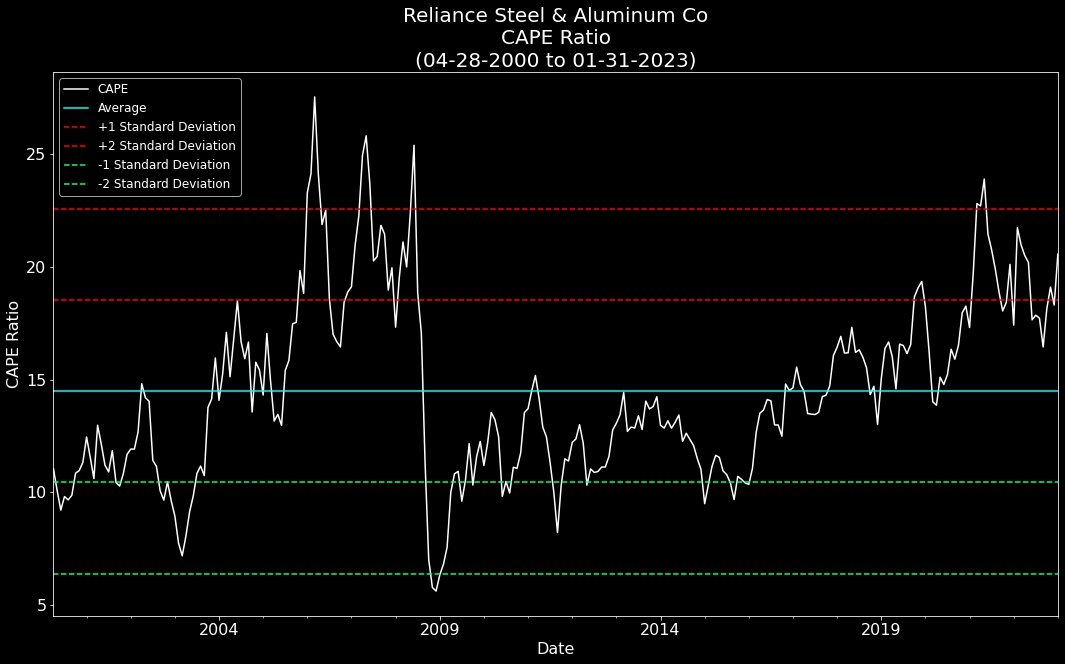 Reliance Steel & Aluminum Co
CAPE Ratio
(04-28-2000 to 01-31-2023)
CAPE
Average
+1 Standard Deviation
+2 Standard Deviation
-1 Standard Deviation
-2 Standard Deviation
CAPE Ratio
25
20
15
10
5
2004
2009
2014
2019
Date